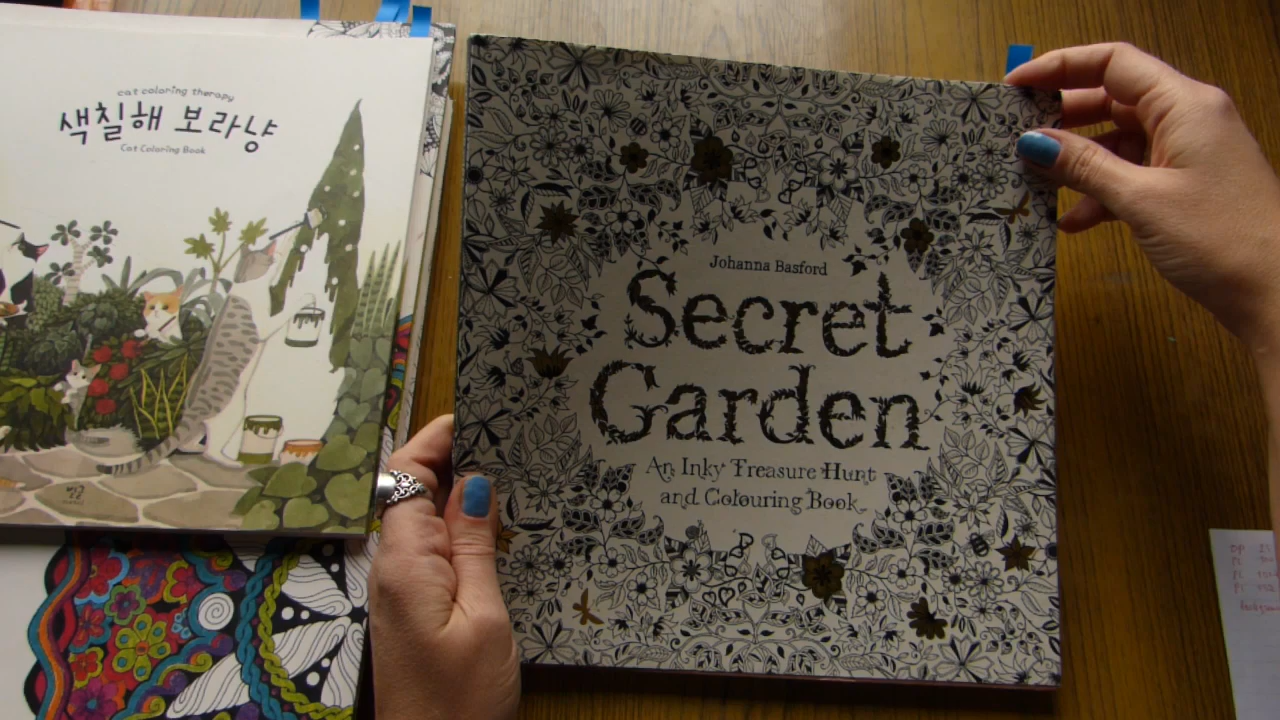 cat coloring therapy
색칠해 보라냥
Cat Coloring Book
Johanna Basford
Secret
Garden
An Inky Treasure Hunt
and Colouring Book